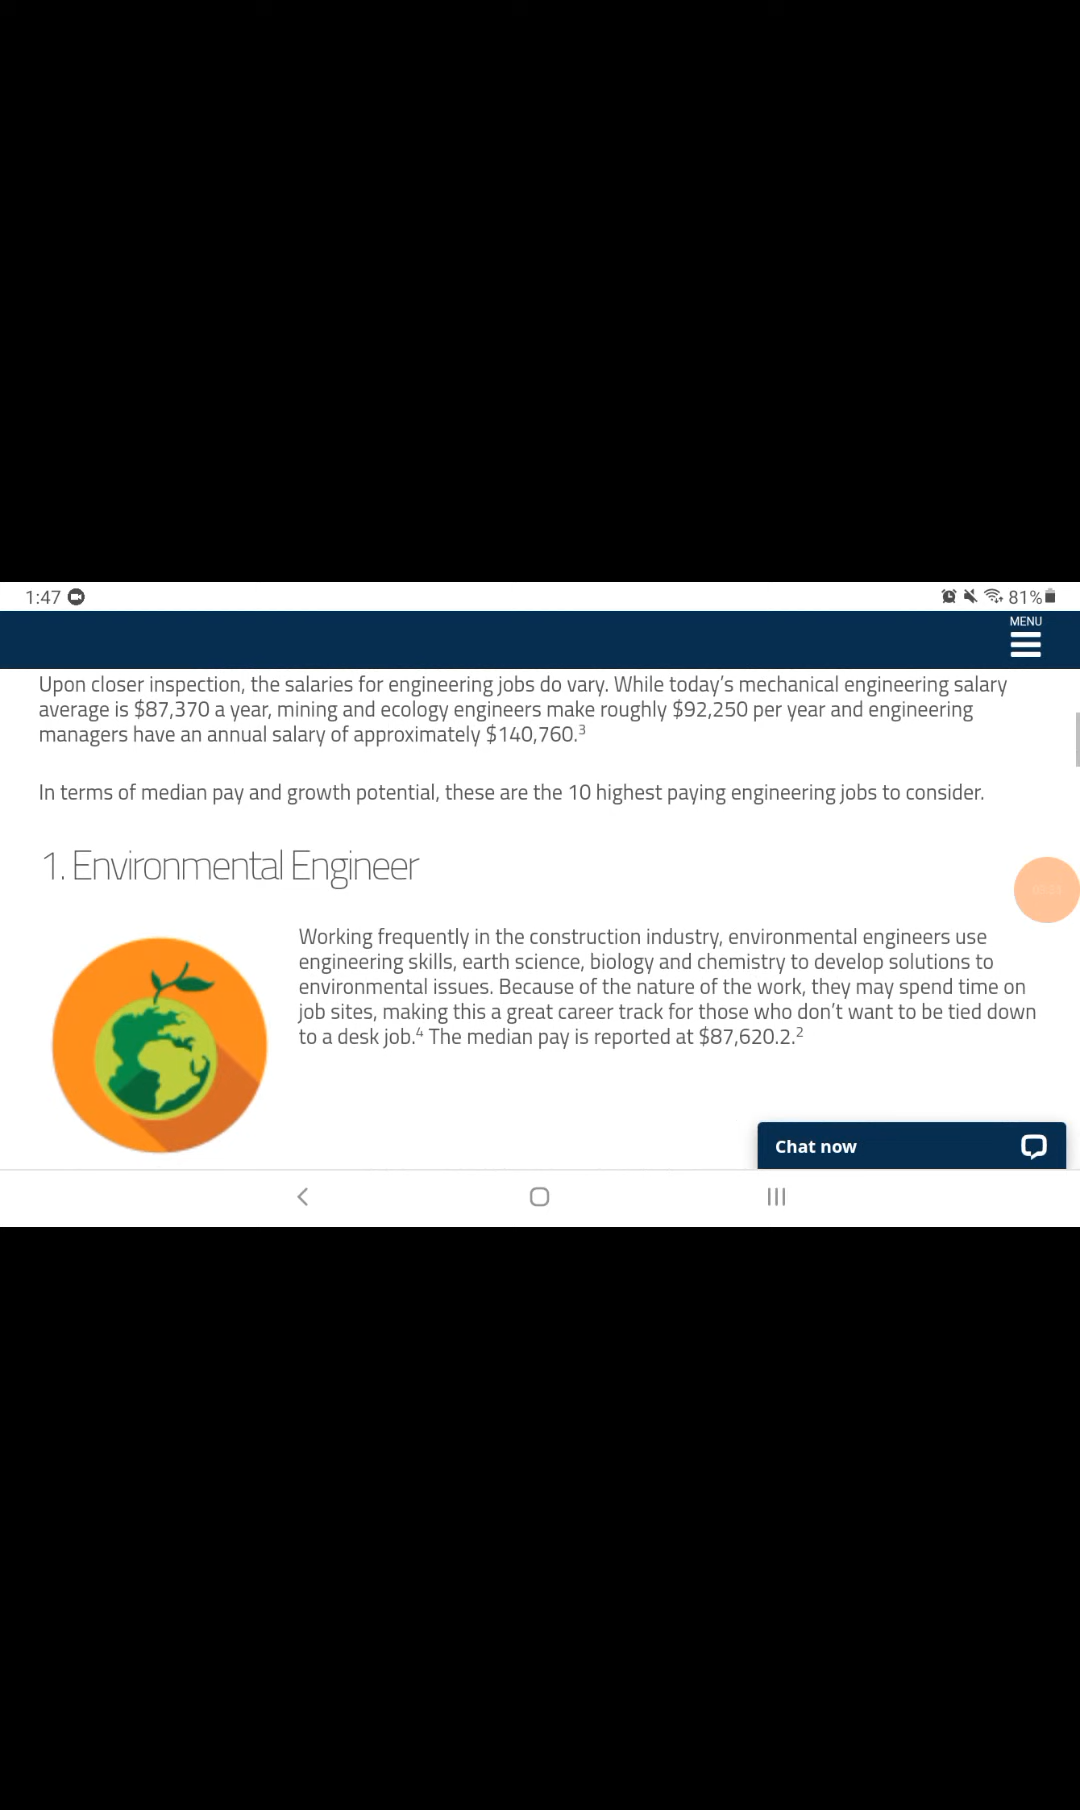 1:47
81%
MENU
Upon closer inspection, the salaries for engineering jobs do vary. While today’s mechanical engineering salary
average is $87,370 a year, mining and ecology engineers make roughly $92,250 per year and engineering
managers have an annual salary of approximately $140,760.³
In terms of median pay and growth potential, these are the 10 highest paying engineering jobs to consider.
1. Environmental Engineer
Working frequently in the construction industry, environmental engineers use
engineering skills, earth science, biology and chemistry to develop solutions to
environmental issues. Because of the nature of the work, they may spend time on
job sites, making this a great career track for those who don’t want to be tied down
to a desk job.⁴ The median pay is reported at $87,620.2.²
Chat now